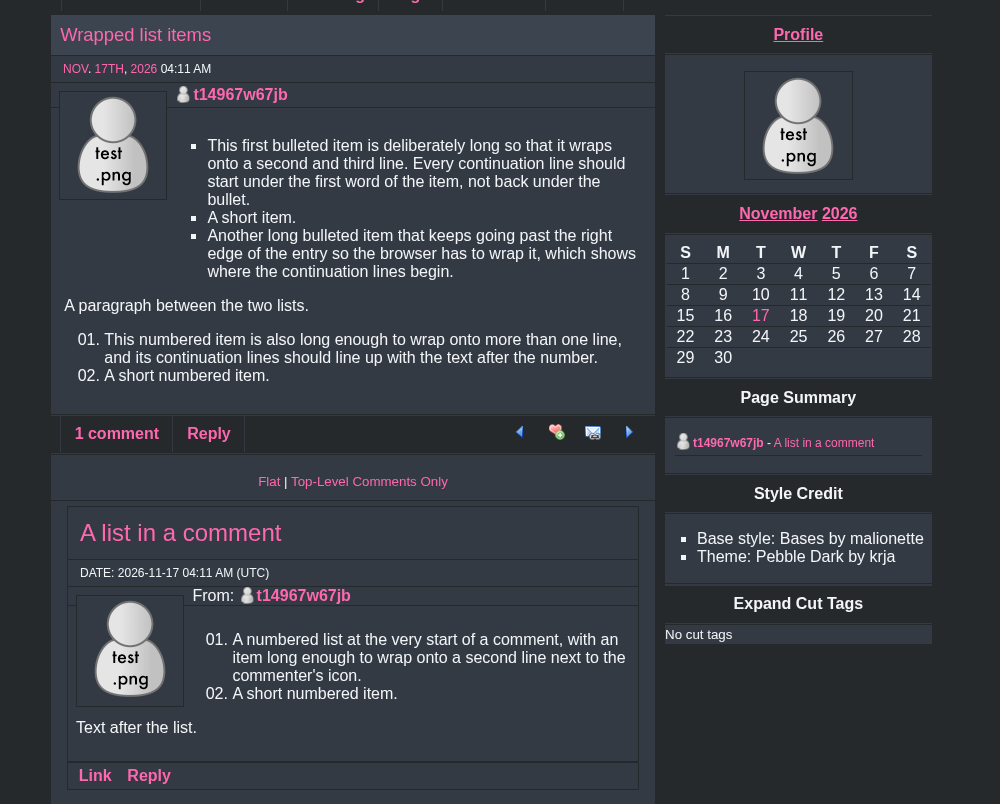 Wrapped list items
NOV. 17TH, 2026 04:11 AM
t14967w67jb
test
.png
This first bulleted item is deliberately long so that it wraps
onto a second and third line. Every continuation line should
start under the first word of the item, not back under the
bullet.
A short item.
Another long bulleted item that keeps going past the right
edge of the entry so the browser has to wrap it, which shows
where the continuation lines begin.
A paragraph between the two lists.
01. This numbered item is also long enough to wrap onto more than one line,
and its continuation lines should line up with the text after the number.
02. A short numbered item.
1 comment Reply
Flat | Top-Level Comments Only
A list in a comment
DATE: 2026-11-17 04:11 AM (UTC)
From: t14967w67jb
test
.png
01. A numbered list at the very start of a comment, with an
item long enough to wrap onto a second line next to the
commenter's icon.
02. A short numbered item.
Text after the list.
Link Reply
Profile
test
.png
November 2026
S M T W T F S
1 2 3 4 5 6 7
8 9 10 11 12 13 14
15 16 17 18 19 20 21
22 23 24 25 26 27 28
29 30
Page Summary
t14967w67jb - A list in a comment
Style Credit
Base style: Bases by malionette
Theme: Pebble Dark by krja
Expand Cut Tags
No cut tags